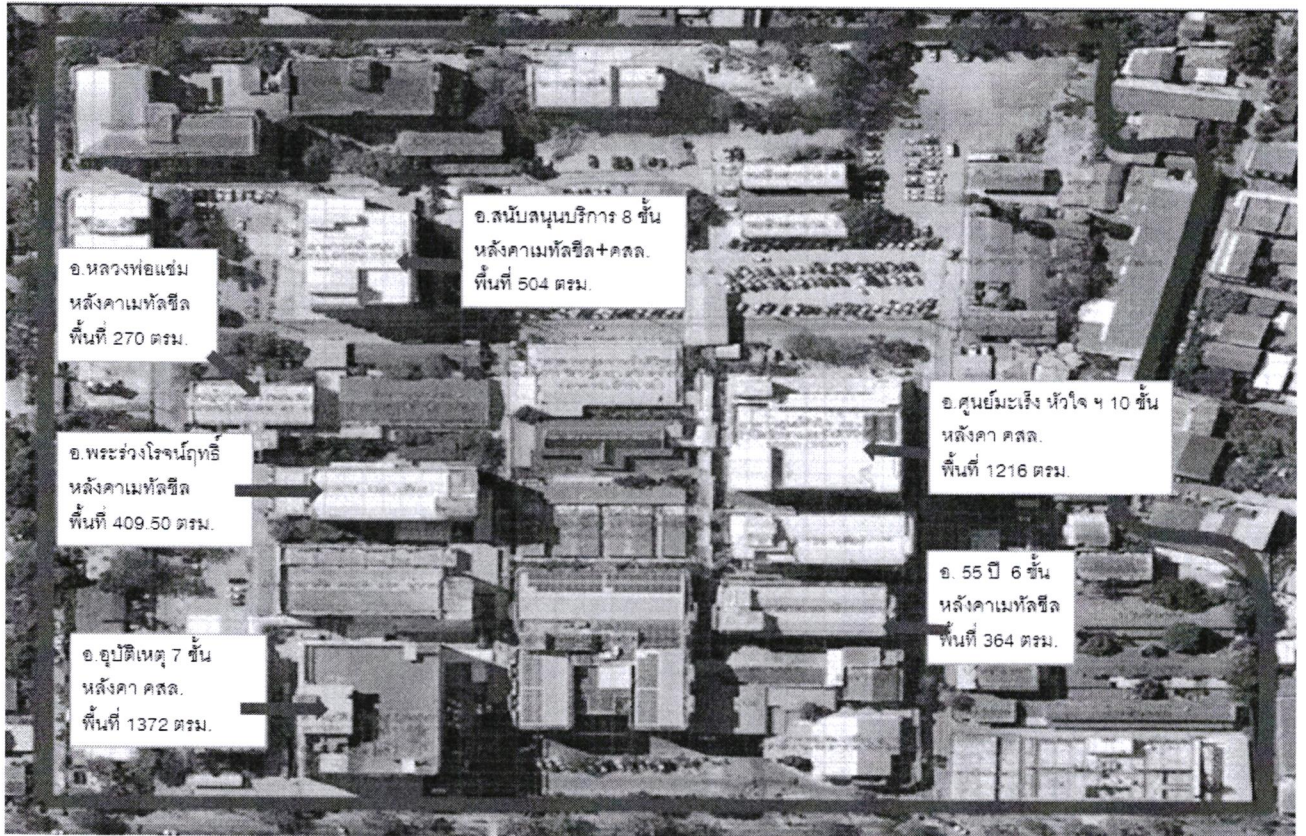 อ.สนับสนุนบริการ 8 ชั้น
หลังคาเมทัลชีล+คสล.
พื้นที่ 504 ตรม.
อ.หลวงพ่อแช่ม
หลังคาเมทัลชีล
พื้นที่ 270 ตรม.
อ.ศูนย์มะเร็ง หัวใจ ฯ 10 ชั้น
หลังคา คสล.
พื้นที่ 1216 ตรม.
อ.พระร่วงโรจน์ฤทธิ์
หลังคาเมทัลชีล
พื้นที่ 409.50 ตรม.
อ. 55 ปี 6 ชั้น
หลังคาเมทัลชีล
พื้นที่ 364 ตรม.
อ.อุบัติเหตุ 7 ชั้น
หลังคา คสล.
พื้นที่ 1372 ตรม.